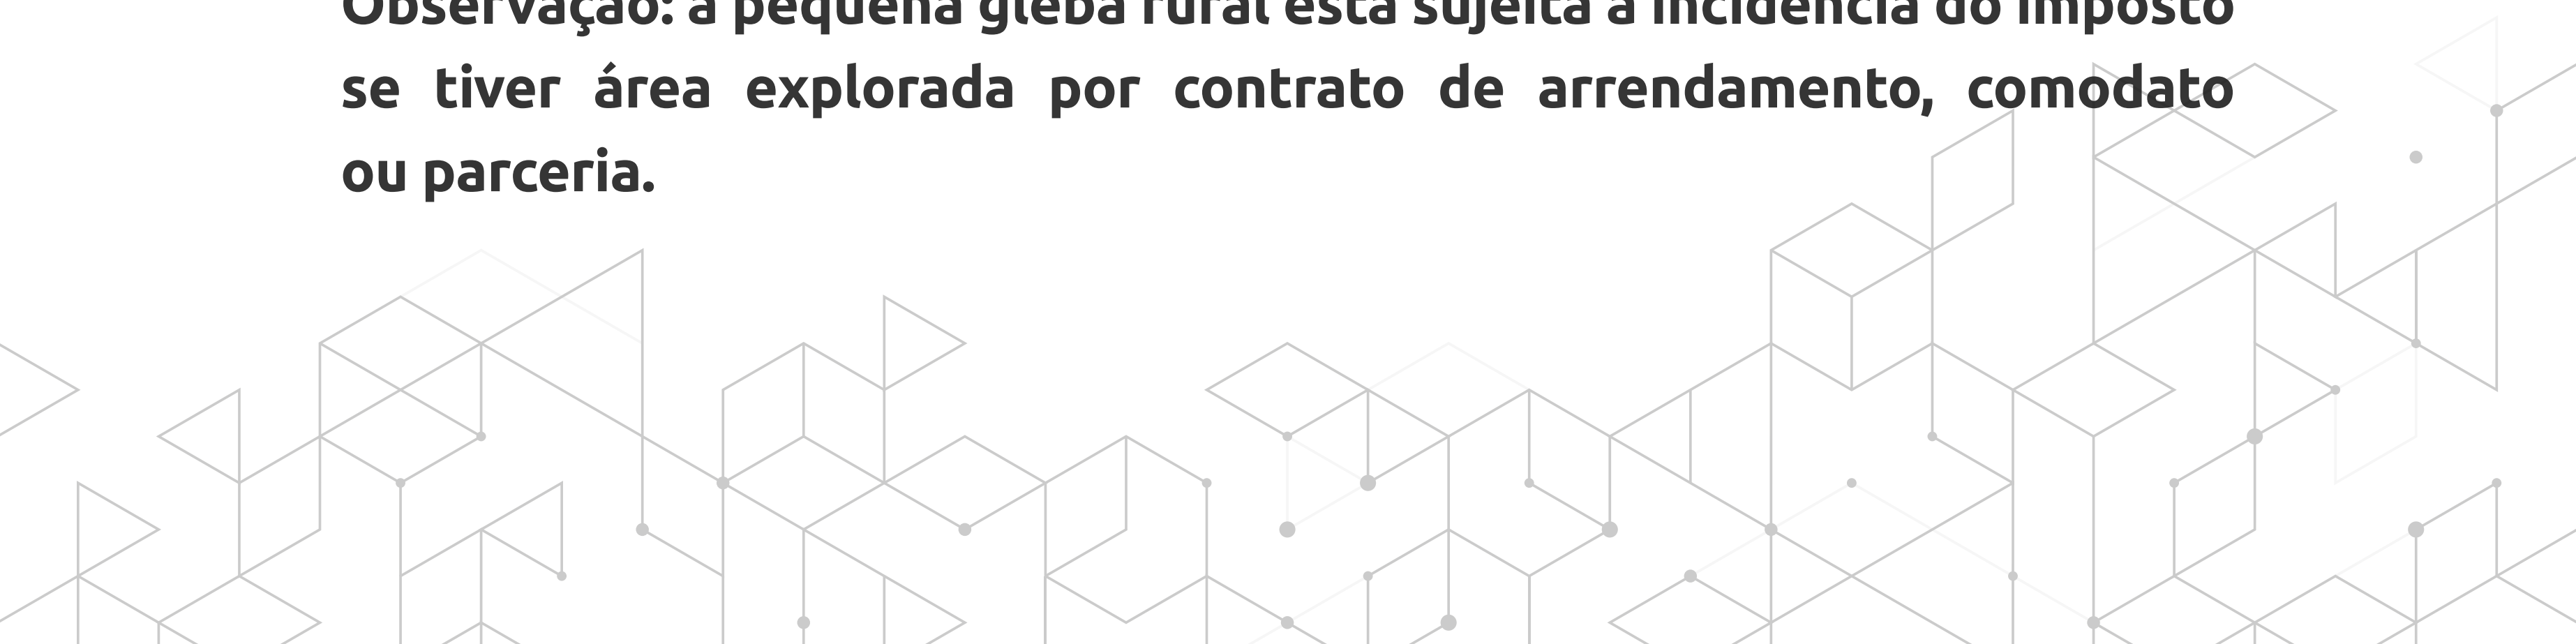 Observação: a pequena gleba rural está sujeita à incidência do imposto
se tiver área explorada por contrato de arrendamento, comodato
ou parceria.